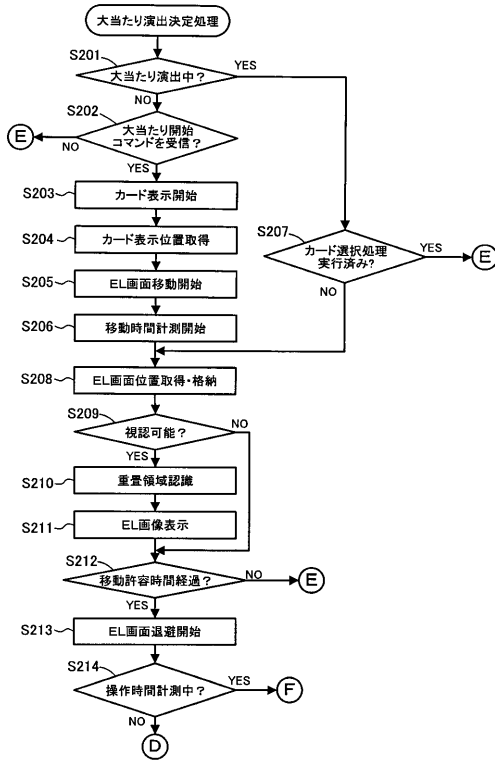 大当たり演出決定処理
S201
大当たり演出中?
YES
NO
S202
大当たり開始
コマンドを受信?
NO
E
YES
S203
カード表示開始
S204
カード表示位置取得
S205
EL画面移動開始
S206
移動時間計測開始
S207
カード選択処理
実行済み?
YES
E
NO
S208
EL画面位置取得・格納
S209
視認可能?
NO
YES
S210
重畳領域認識
S211
EL画像表示
S212
移動許容時間経過?
NO
E
YES
S213
EL画面退避開始
S214
操作時間計測中?
YES
F
NO
D